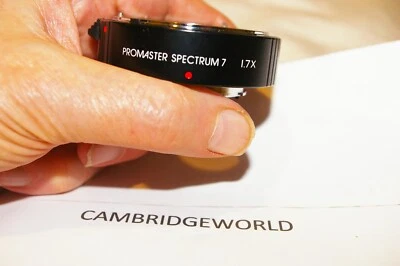 PROMASTER SPECTRUM 7 1.7X
CAMBRIDGEWORLD